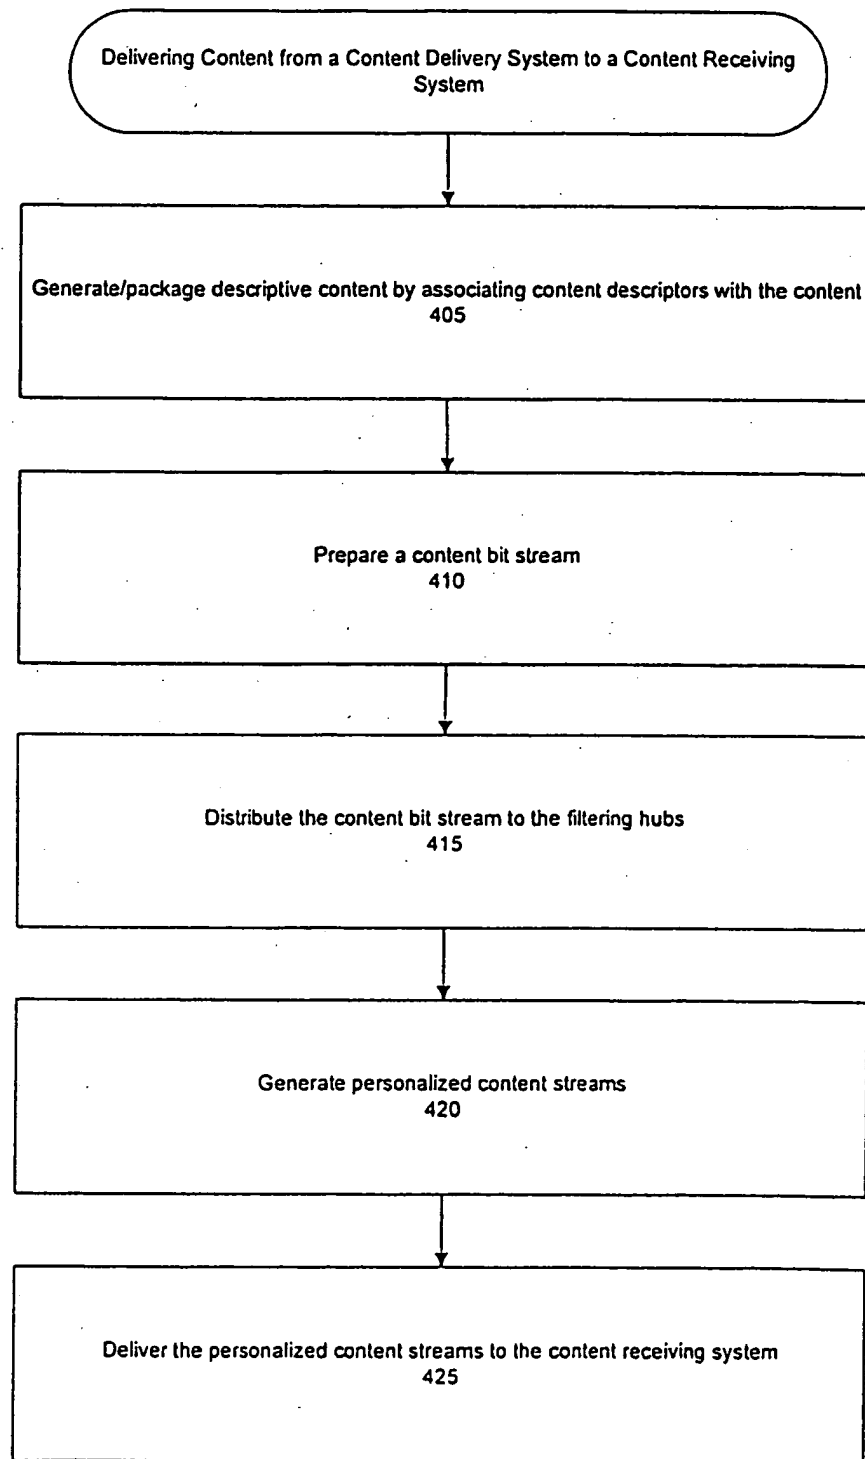 Delivering Content from a Content Delivery System to a Content Receiving
System
Generate/package descriptive content by associating content descriptors with the content
405
Prepare a content bit stream
410
Distribute the content bit stream to the filtering hubs
415
Generate personalized content streams
420
Deliver the personalized content streams to the content receiving system
425